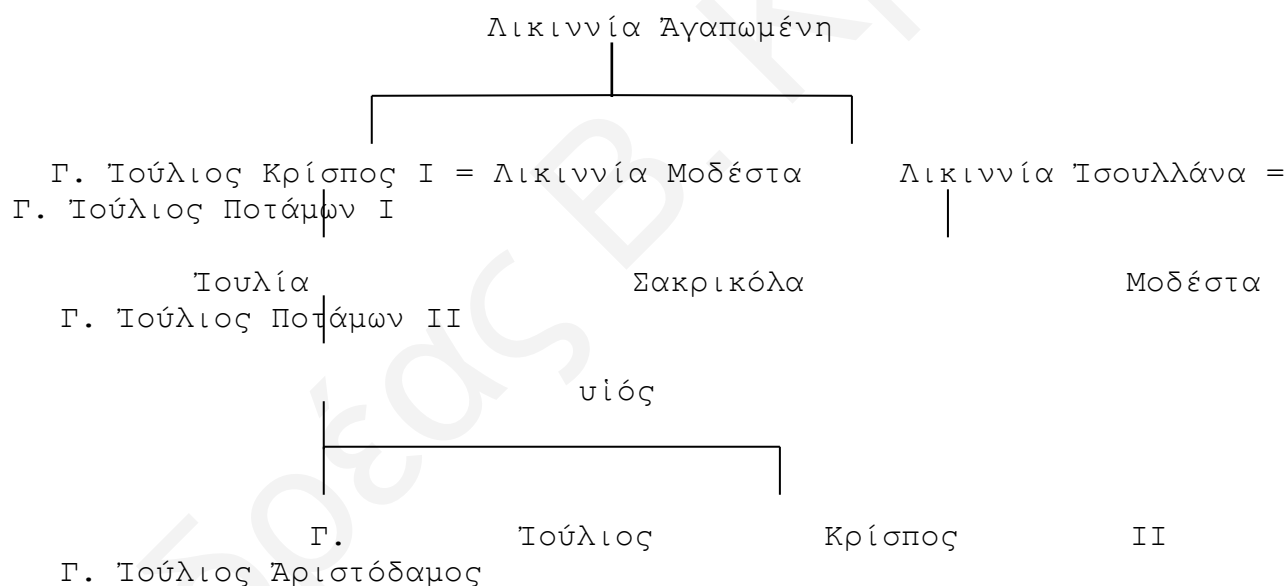 Λικιννία Ἀγαπωμένη
Γ. Ἰούλιος Κρίσπος I = Λικιννία Μοδέστα Λικιννία Ἰσουλλάνα =
Γ. Ἰούλιος Ποτάμων I
Ἰουλία Σακρικόλα Μοδέστα
Γ. Ἰούλιος Ποτάμων II
υἱός
Γ. Ἰούλιος Κρίσπος II
Γ. Ἰούλιος Ἀριστόδαμος